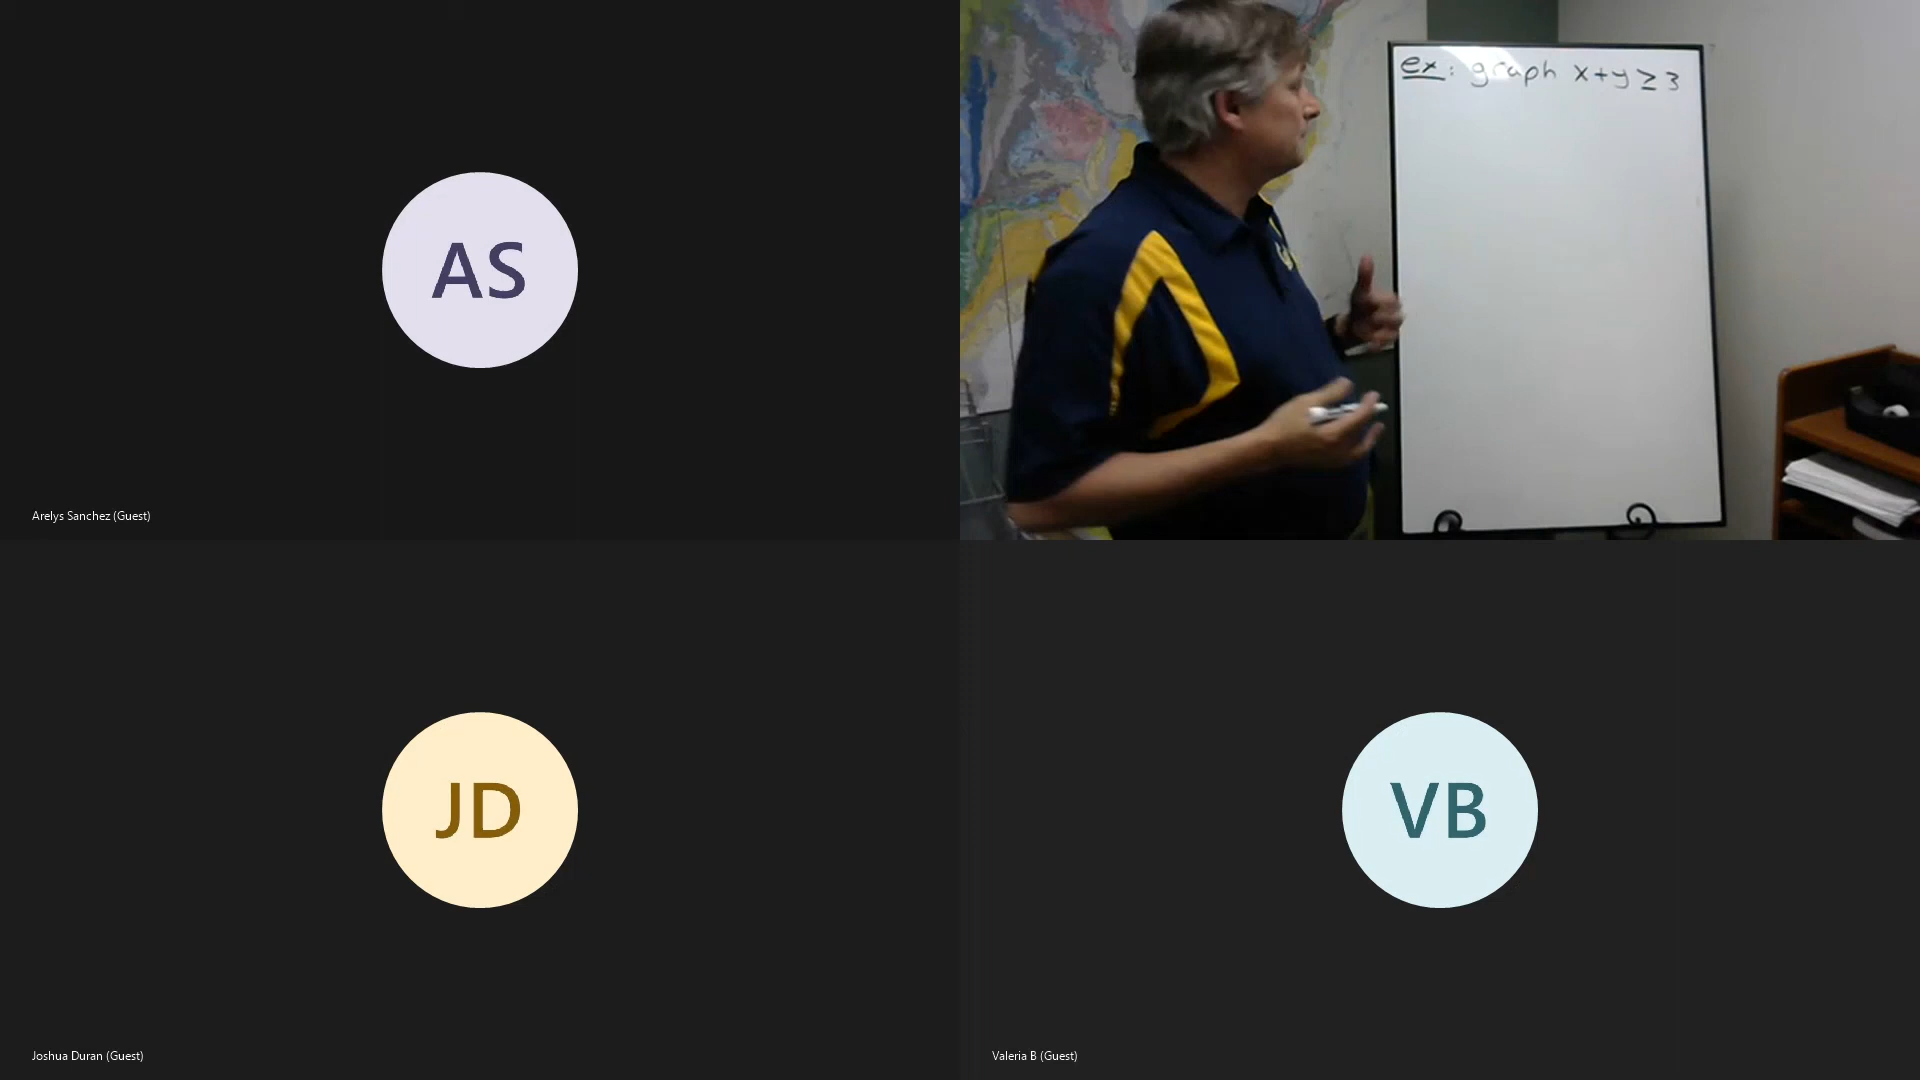 AS
Arelys Sanchez (Guest)
ex: graph x+y ≥ 3
JD
Joshua Duran (Guest)
VB
Valeria B (Guest)